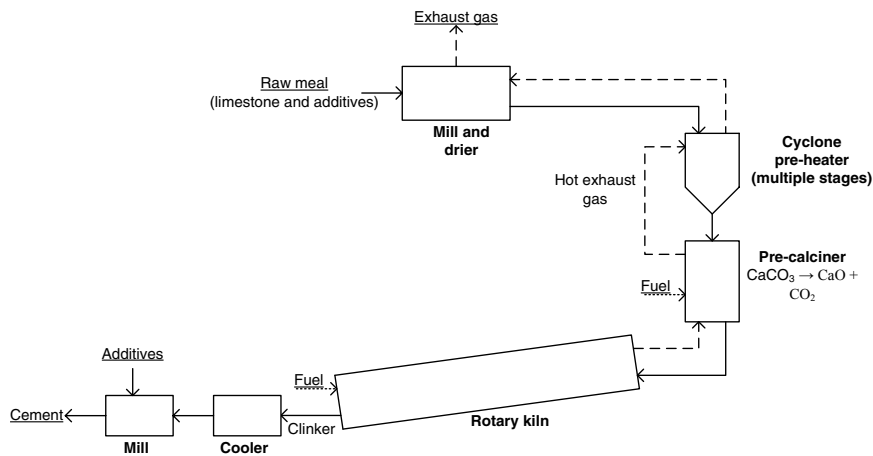 Exhaust gas
Raw meal
(limestone and additives)
Mill and
drier
Cyclone
pre-heater
(multiple stages)
Hot exhaust
gas
Pre-calciner
CaCO₃ → CaO +
CO₂
Fuel
Additives
Fuel
Cement
Clinker
Rotary kiln
Mill
Cooler